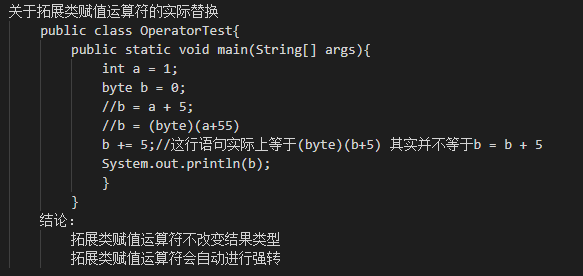 关于拓展类赋值运算符的实际替换
public class OperatorTest{
public static void main(String[] args){
int a = 1;
byte b = 0;
//b = a + 5;
//b = (byte)(a+55)
b += 5;//这行语句实际上等于(byte)(b+5) 其实并不等于b = b + 5
System.out.println(b);
}
}
结论:
拓展类赋值运算符不改变结果类型
拓展类赋值运算符会自动进行强转